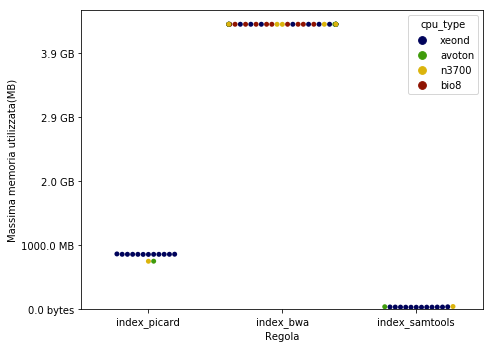 cpu_type
xeond
avoton
n3700
bio8
3.9 GB
2.9 GB
2.0 GB
1000.0 MB
0.0 bytes
Massima memoria utilizzata(MB)
index_picard
index_bwa
index_samtools
Regola